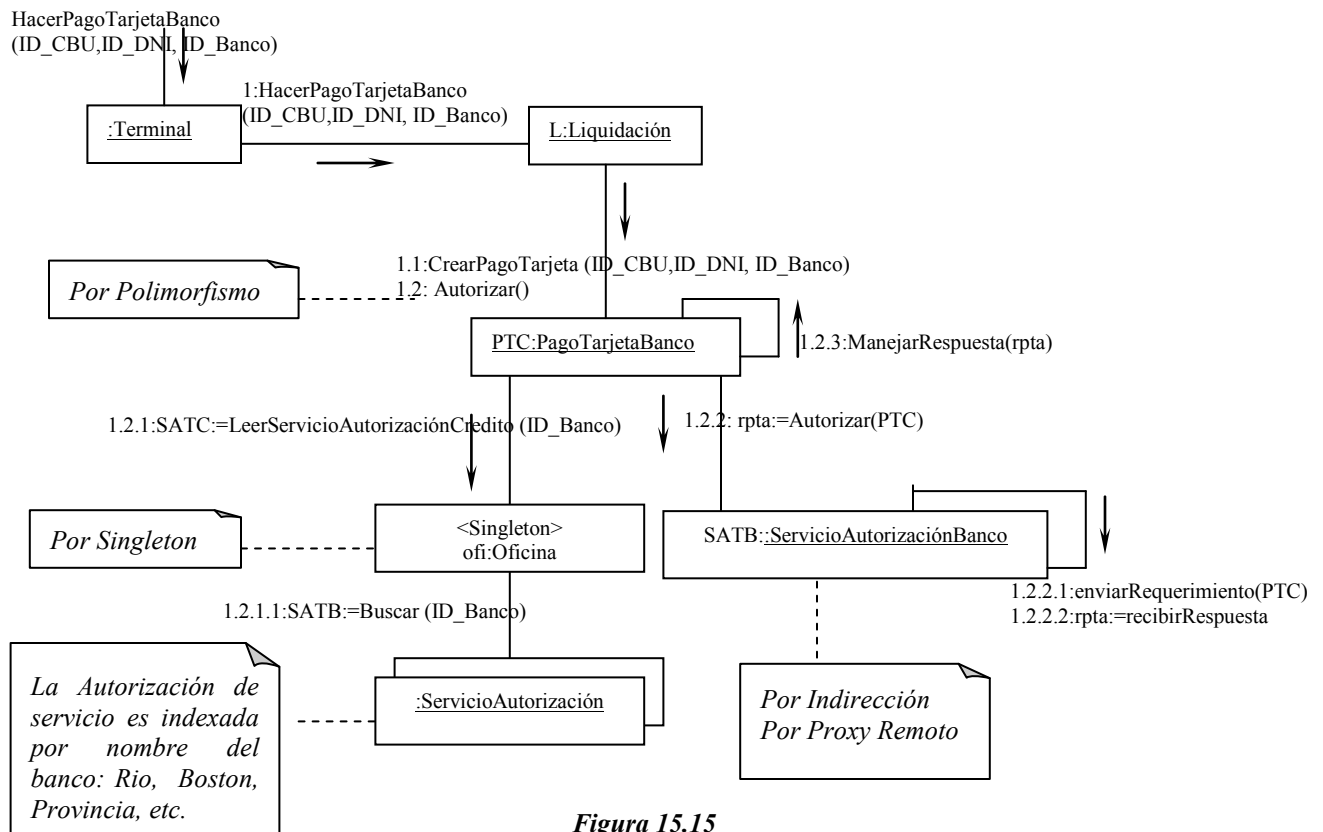 HacerPagoTarjetaBanco
(ID_CBU,ID_DNI, ID_Banco)
1:HacerPagoTarjetaBanco
(ID_CBU,ID_DNI, ID_Banco)
:Terminal
L:Liquidación
Por Polimorfismo
1.1:CrearPagoTarjeta (ID_CBU,ID_DNI, ID_Banco)
1.2: Autorizar()
PTC:PagoTarjetaBanco
1.2.3:ManejarRespuesta(rpta)
1.2.1:SATC:=LeerServicioAutorizaciónCredito (ID_Banco)
1.2.2: rpta:=Autorizar(PTC)
Por Singleton
<Singleton>
ofi:Oficina
SATB::ServicioAutorizaciónBanco
1.2.2.1:enviarRequerimiento(PTC)
1.2.2.2:rpta:=recibirRespuesta
1.2.1.1:SATB:=Buscar (ID_Banco)
La Autorización de
servicio es indexada
por nombre del
banco: Rio, Boston,
Provincia, etc.
:ServicioAutorización
Por Indirección
Por Proxy Remoto
Figura 15.15